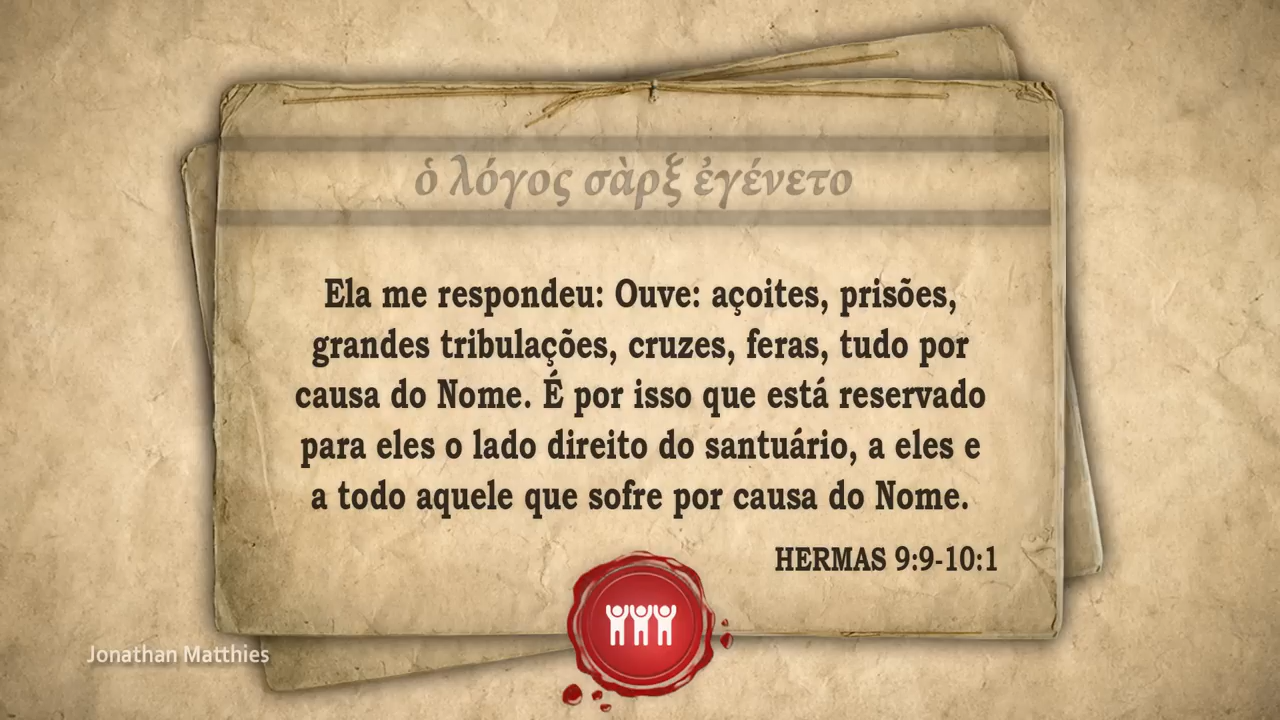 ὁ λόγος σὰρξ ἐγένετο
Ela me respondeu: Ouve: açoites, prisões,
grandes tribulações, cruzes, feras, tudo por
causa do Nome. É por isso que está reservado
para eles o lado direito do santuário, a eles e
a todo aquele que sofre por causa do Nome.
HERMAS 9:9-10:1
Jonathan Matthies